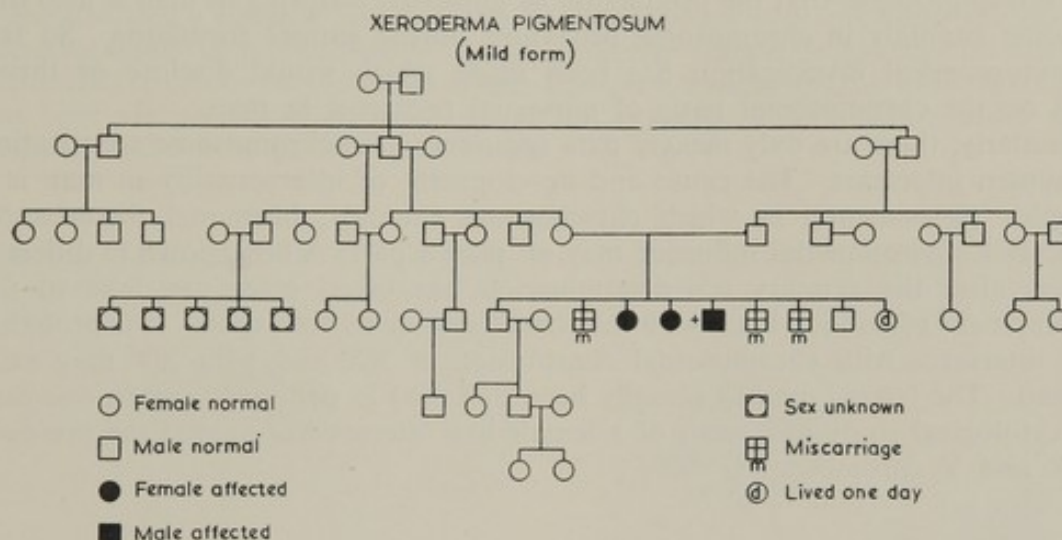 XERODERMA PIGMENTOSUM
(Mild form)
m
d
+
m
m
Female normal
Male normal
Female affected
Male affected
Sex unknown
m
Miscarriage
d
Lived one day